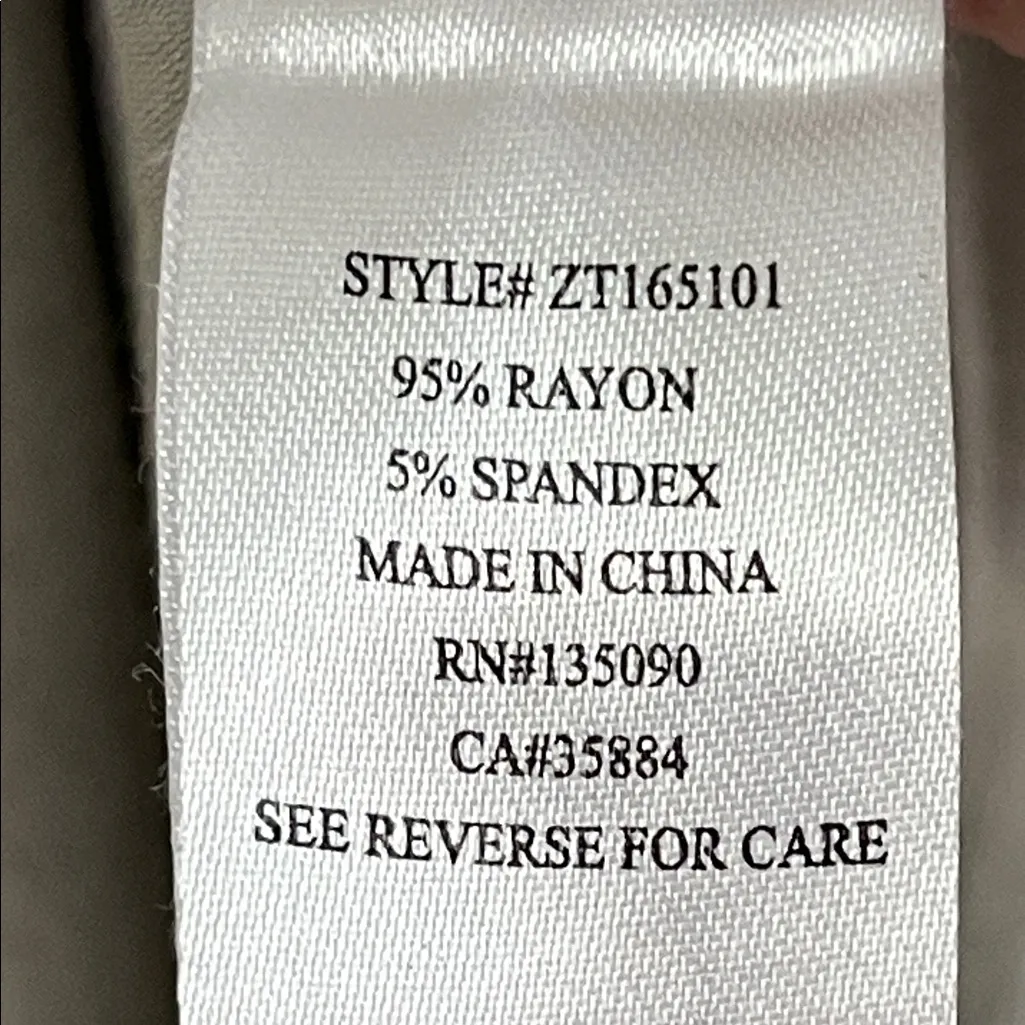 STYLE# ZT165101
95% RAYON
5% SPANDEX
MADE IN CHINA
RN#135090
CA#35884
SEE REVERSE FOR CARE